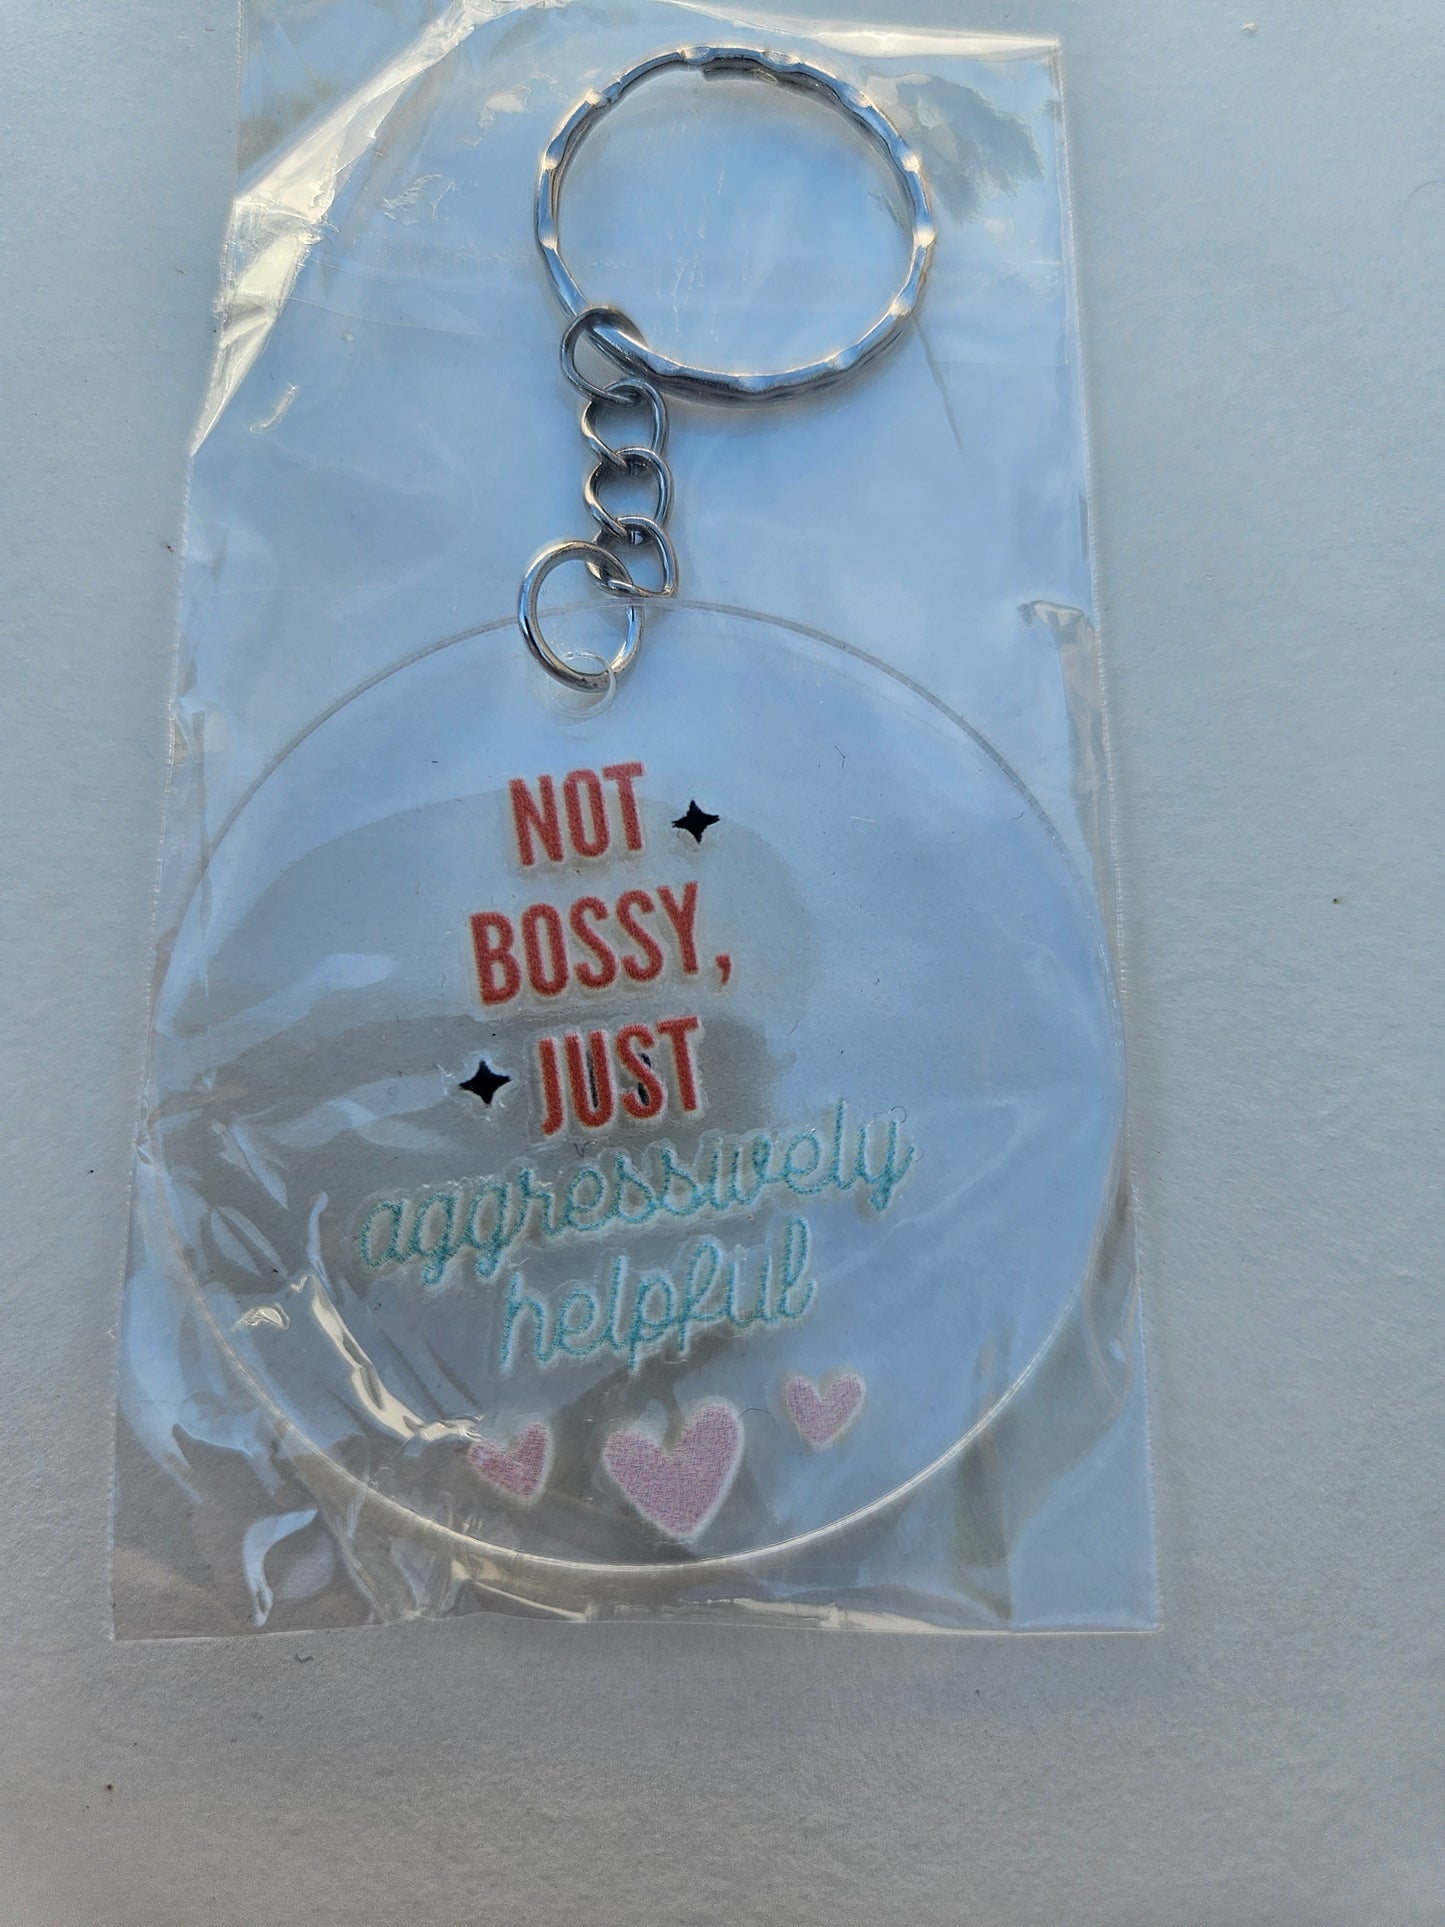 NOT
BOSSY,
JUST
aggressively
helpful